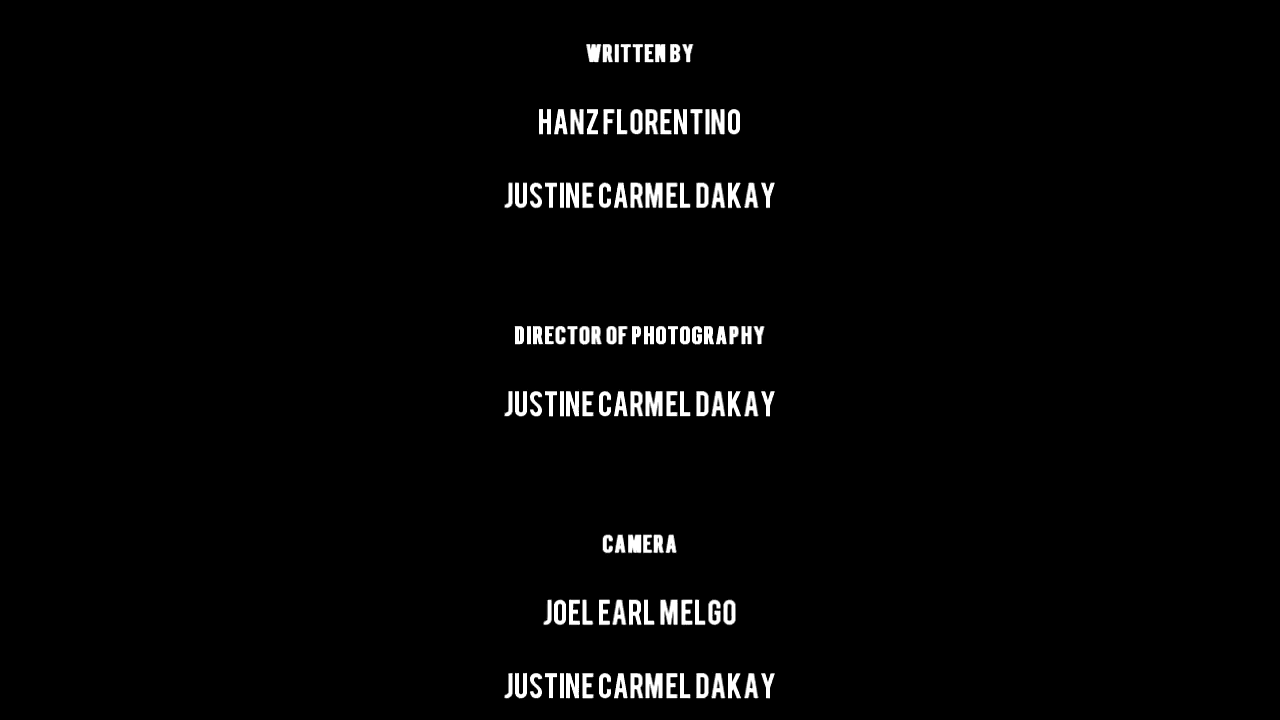 WRITTEN BY
HANZ FLORENTINO
JUSTINE CARMEL DAKAY
DIRECTOR OF PHOTOGRAPHY
JUSTINE CARMEL DAKAY
CAMERA
JOEL EARL MELGO
JUSTINE CARMEL DAKAY